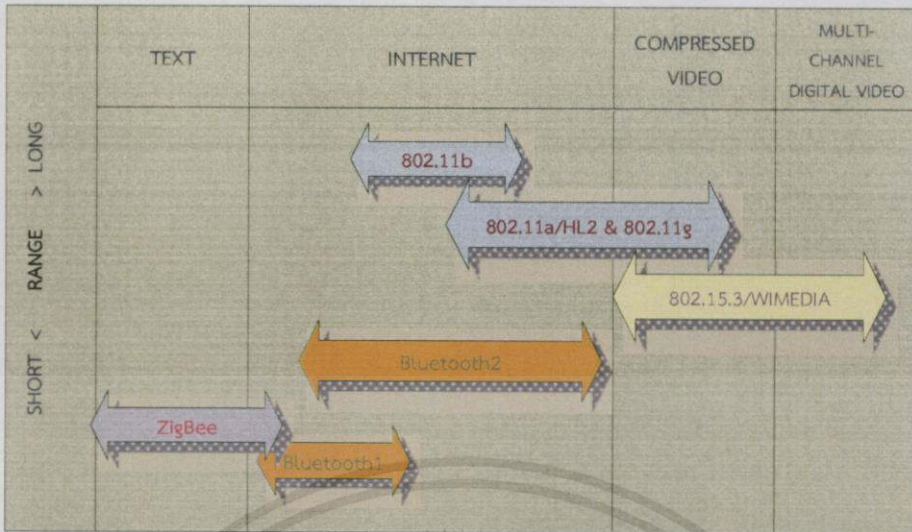 TEXT
INTERNET
COMPRESSED
VIDEO
MULTI-
CHANNEL
DIGITAL VIDEO
SHORT < RANGE > LONG
802.11b
802.11a/HL2 & 802.11g
802.15.3/WIMEDIA
Bluetooth2
ZigBee
Bluetooth1